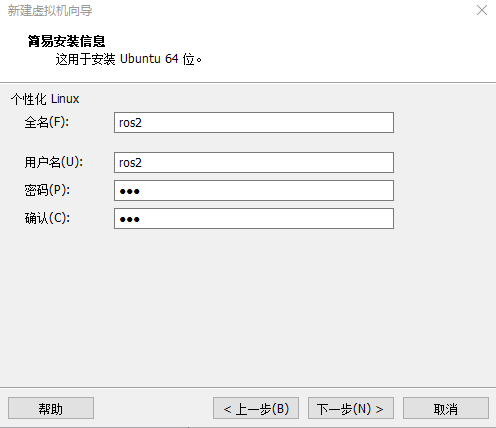 新建虚拟机向导
简易安装信息
这用于安装 Ubuntu 64 位。
个性化 Linux
全名(F):
ros2
用户名(U):
ros2
密码(P):
●●●
确认(C):
●●●
帮助
< 上一步(B)
下一步(N) >
取消